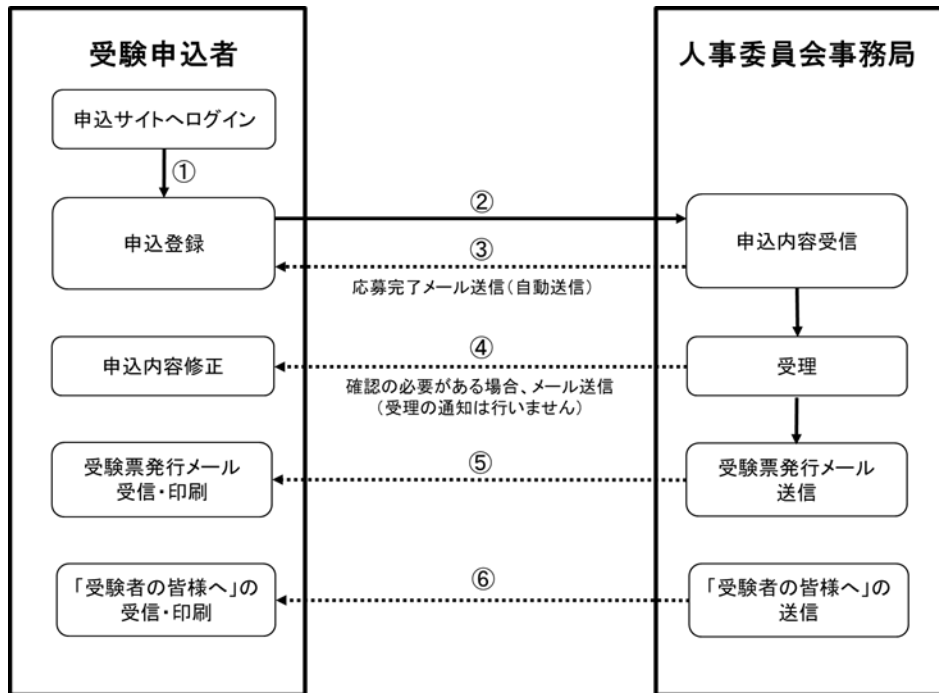 受験申込者
人事委員会事務局
申込サイトへログイン
①
申込登録
②
申込内容受信
③
応募完了メール送信(自動送信)
申込内容修正
④
受理
確認の必要がある場合、メール送信
(受理の通知は行いません)
受験票発行メール
受信・印刷
⑤
受験票発行メール
送信
「受験者の皆様へ」の
受信・印刷
⑥
「受験者の皆様へ」の
送信